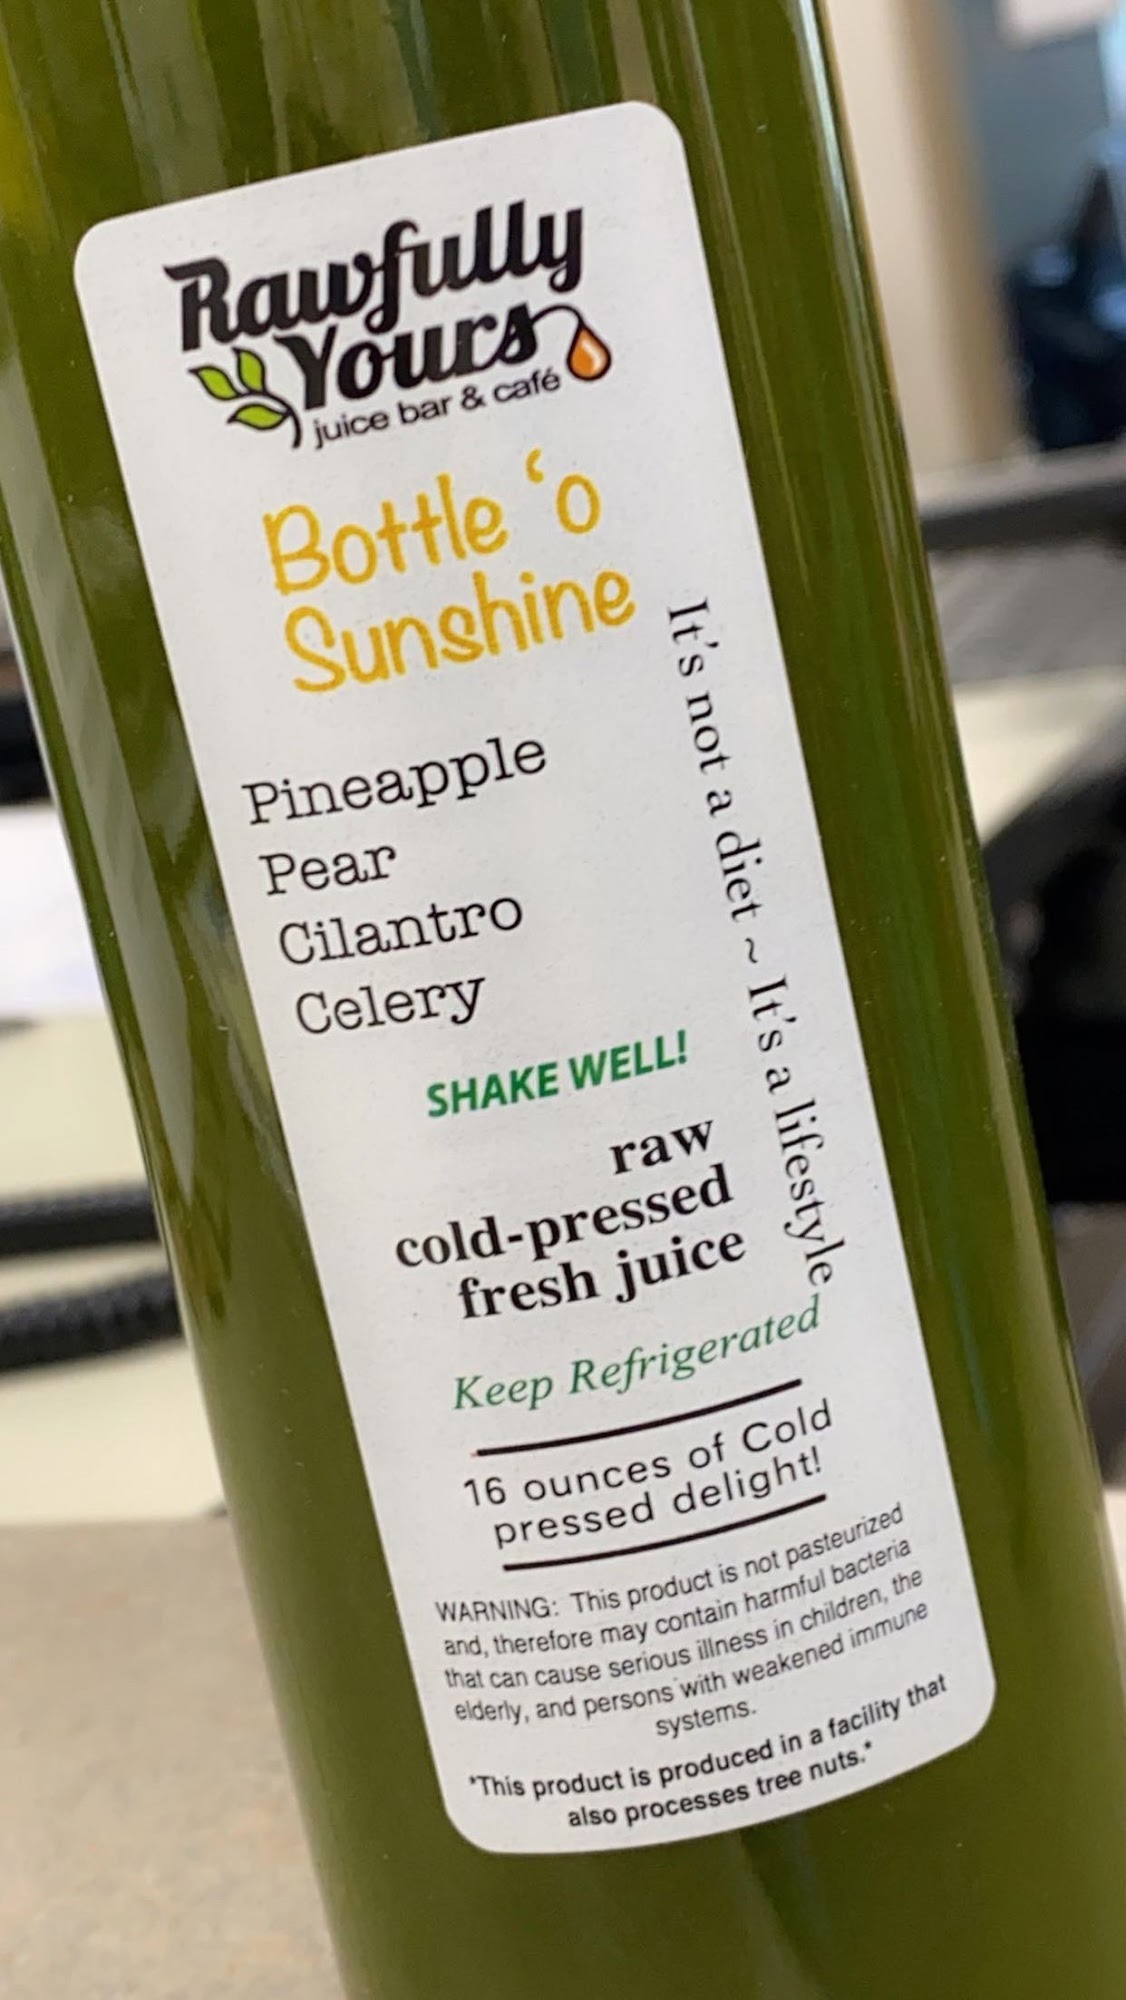 Rawfully
Yours
juice bar & café
Bottle ‘o
Sunshine
Pineapple
Pear
Cilantro
Celery
It's not a diet ~ It's a lifestyle
SHAKE WELL!
raw
cold-pressed
fresh juice
Keep Refrigerated
16 ounces of Cold
pressed delight!
WARNING: This product is not pasteurized
and, therefore may contain harmful bacteria
that can cause serious illness in children, the
elderly, and persons with weakened immune
systems.
*This product is produced in a facility that
also processes tree nuts.*